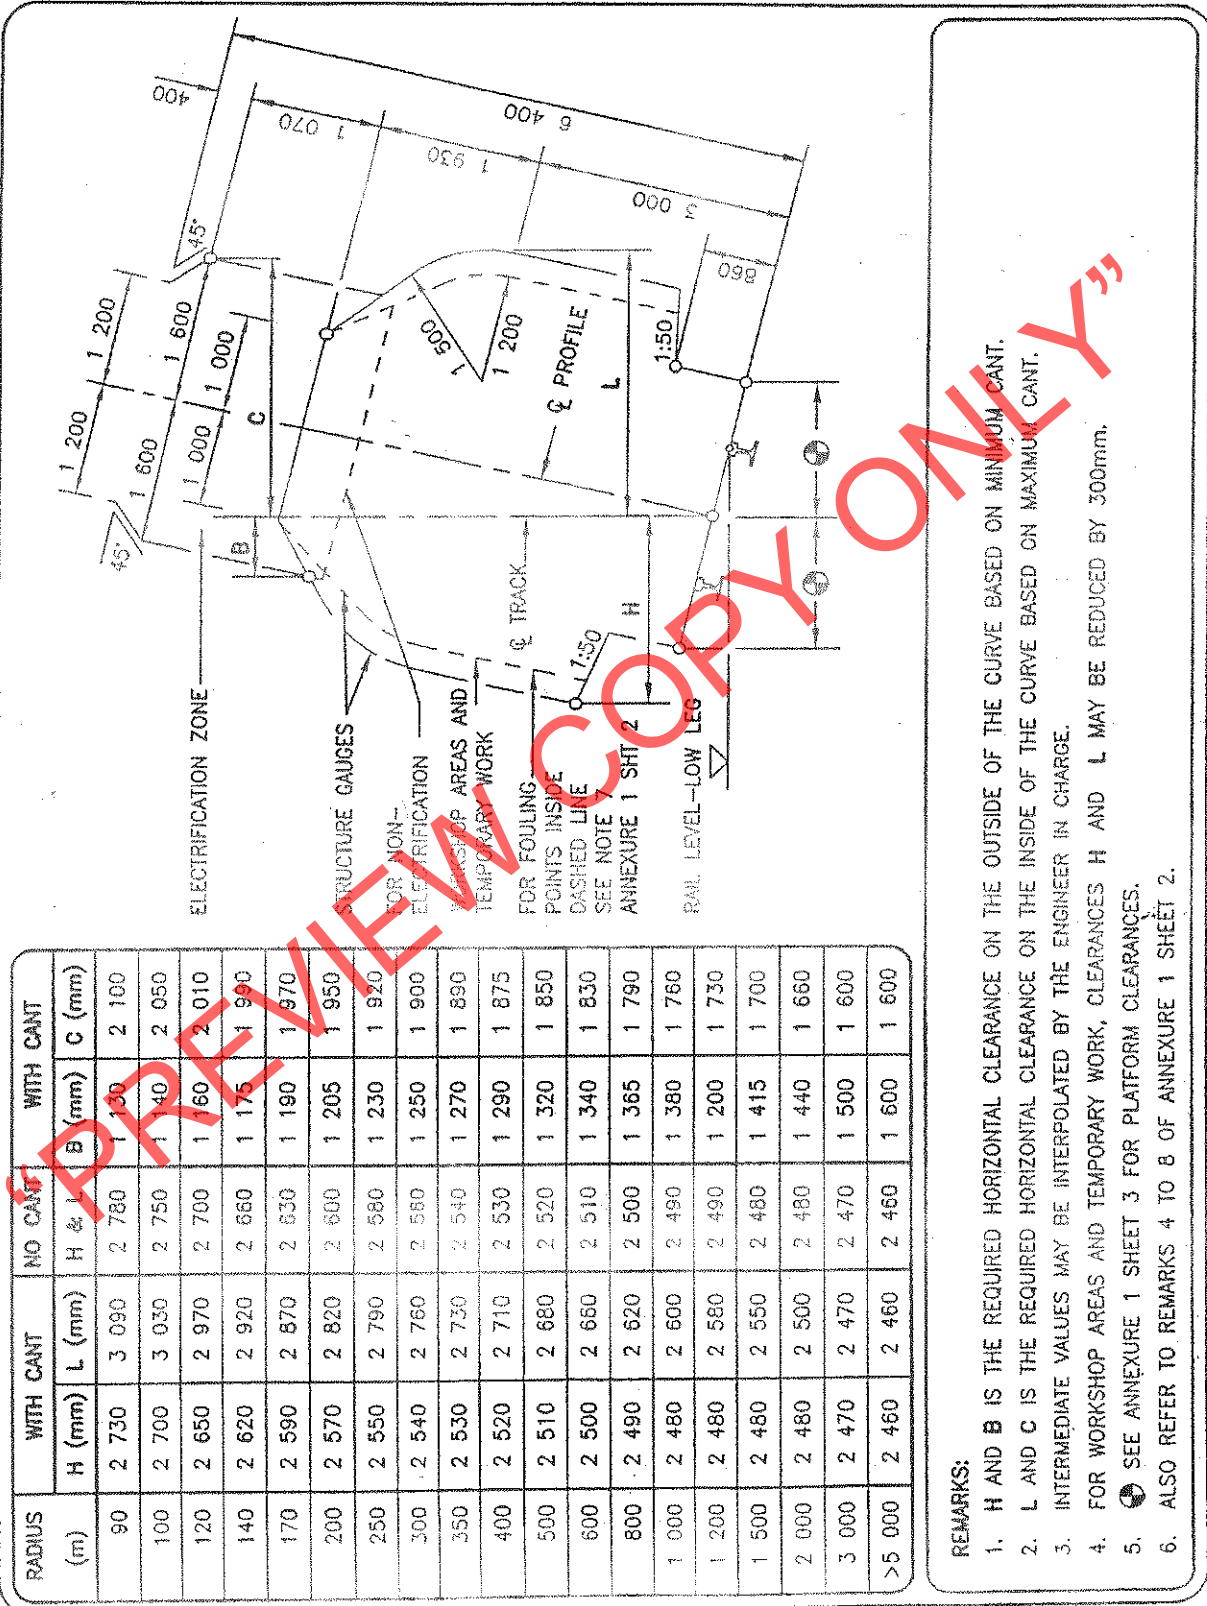 RADIUS WITH CANT NO CANT WITH CANT
(m) H (mm) L (mm) H & L B (mm) C (mm)
90 2 730 3 090 2 780 1 130 2 100
100 2 700 3 030 2 750 1 140 2 050
120 2 650 2 970 2 700 1 160 2 010
140 2 620 2 920 2 660 1 175 1 990
170 2 590 2 870 2 630 1 190 1 970
200 2 570 2 820 2 600 1 205 1 950
250 2 550 2 790 2 580 1 230 1 920
300 2 540 2 760 2 560 1 250 1 900
350 2 530 2 730 2 540 1 270 1 890
400 2 520 2 710 2 530 1 290 1 875
500 2 510 2 680 2 520 1 320 1 850
600 2 500 2 660 2 510 1 340 1 830
800 2 490 2 620 2 500 1 365 1 790
1 000 2 480 2 600 2 490 1 380 1 760
1 200 2 480 2 580 2 490 1 200 1 730
1 500 2 480 2 550 2 480 1 415 1 700
2 000 2 480 2 500 2 480 1 440 1 660
3 000 2 470 2 470 2 470 1 500 1 600
>5 000 2 460 2 460 2 460 1 600 1 600
ELECTRIFICATION ZONE
STRUCTURE GAUGES
FOR NON-
ELECTRIFICATION
WORKSHOP AREAS AND
TEMPORARY WORK
FOR FOULING
POINTS INSIDE
DASHED LINE
SEE NOTE 7
ANNEXURE 1 SHT 2
RAIL LEVEL-LOW LEG
1 200 1 200
1 600 1 600
1 000 1 000
45°
45°
B
C
400
1 070
1 930
3 000
6 400
860
1 500
1 200
℄ PROFILE
L
℄ TRACK
H
1:50
1:50
REMARKS:
1. H AND B IS THE REQUIRED HORIZONTAL CLEARANCE ON THE OUTSIDE OF THE CURVE BASED ON MINIMUM CANT.
2. L AND C IS THE REQUIRED HORIZONTAL CLEARANCE ON THE INSIDE OF THE CURVE BASED ON MAXIMUM CANT.
3. INTERMEDIATE VALUES MAY BE INTERPOLATED BY THE ENGINEER IN CHARGE.
4. FOR WORKSHOP AREAS AND TEMPORARY WORK, CLEARANCES H AND L MAY BE REDUCED BY 300mm.
5. SEE ANNEXURE 1 SHEET 3 FOR PLATFORM CLEARANCES.
6. ALSO REFER TO REMARKS 4 TO 8 OF ANNEXURE 1 SHEET 2.
"PREVIEW COPY ONLY"